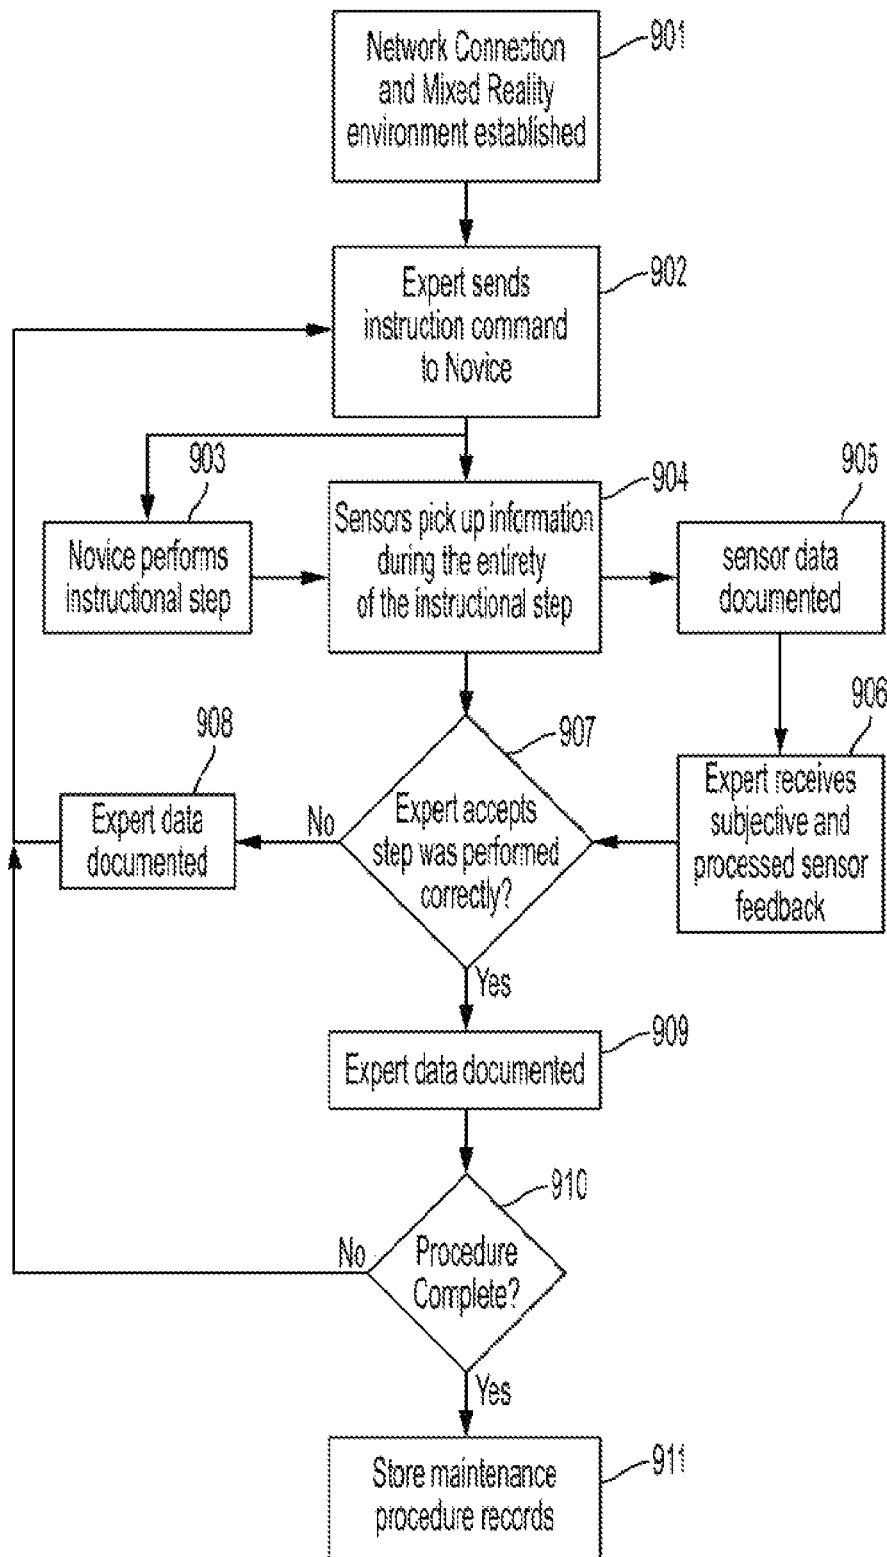 Network Connection
and Mixed Reality
environment established
901
Expert sends
instruction command
to Novice
902
903
Novice performs
instructional step
904
Sensors pick up information
during the entirety
of the instructional step
905
sensor data
documented
906
Expert receives
subjective and
processed sensor
feedback
907
Expert accepts
step was performed
correctly?
No
908
Expert data
documented
Yes
909
Expert data documented
910
Procedure
Complete?
No
Yes
911
Store maintenance
procedure records